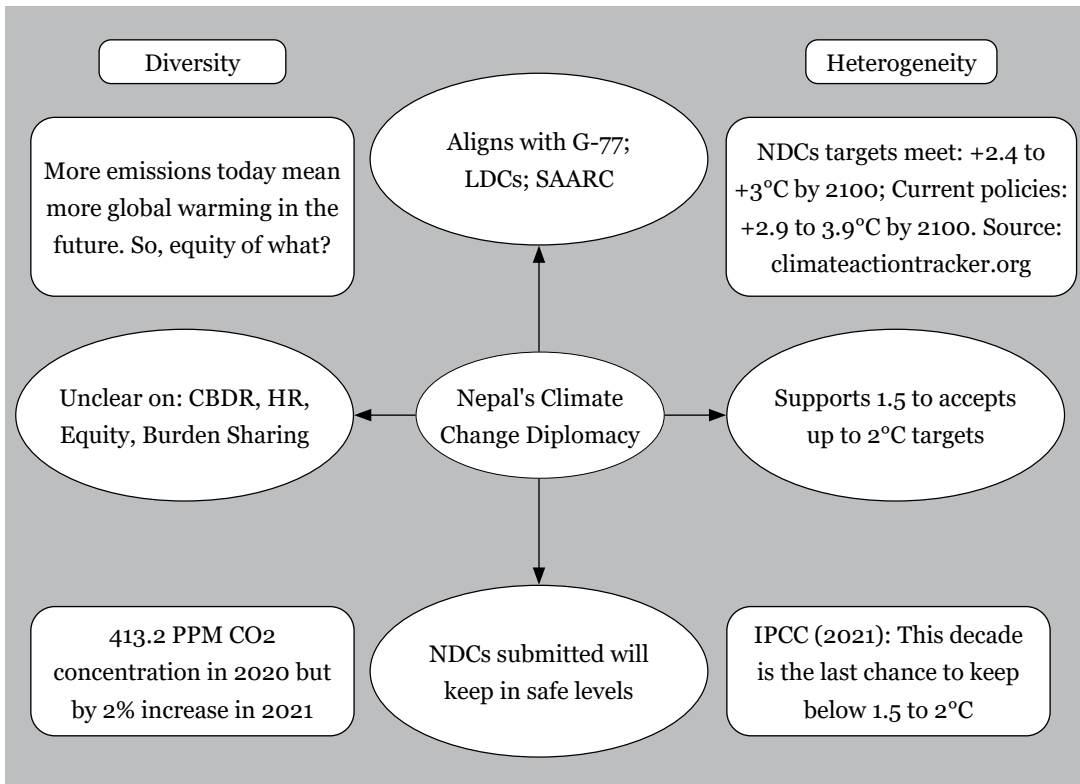 Diversity
Heterogeneity
More emissions today mean
more global warming in the
future. So, equity of what?
Aligns with G-77;
LDCs; SAARC
NDCs targets meet: +2.4 to
+3°C by 2100; Current policies:
+2.9 to 3.9°C by 2100. Source:
climateactiontracker.org
Unclear on: CBDR, HR,
Equity, Burden Sharing
Nepal's Climate
Change Diplomacy
Supports 1.5 to accepts
up to 2°C targets
413.2 PPM CO2
concentration in 2020 but
by 2% increase in 2021
NDCs submitted will
keep in safe levels
IPCC (2021): This decade
is the last chance to keep
below 1.5 to 2°C